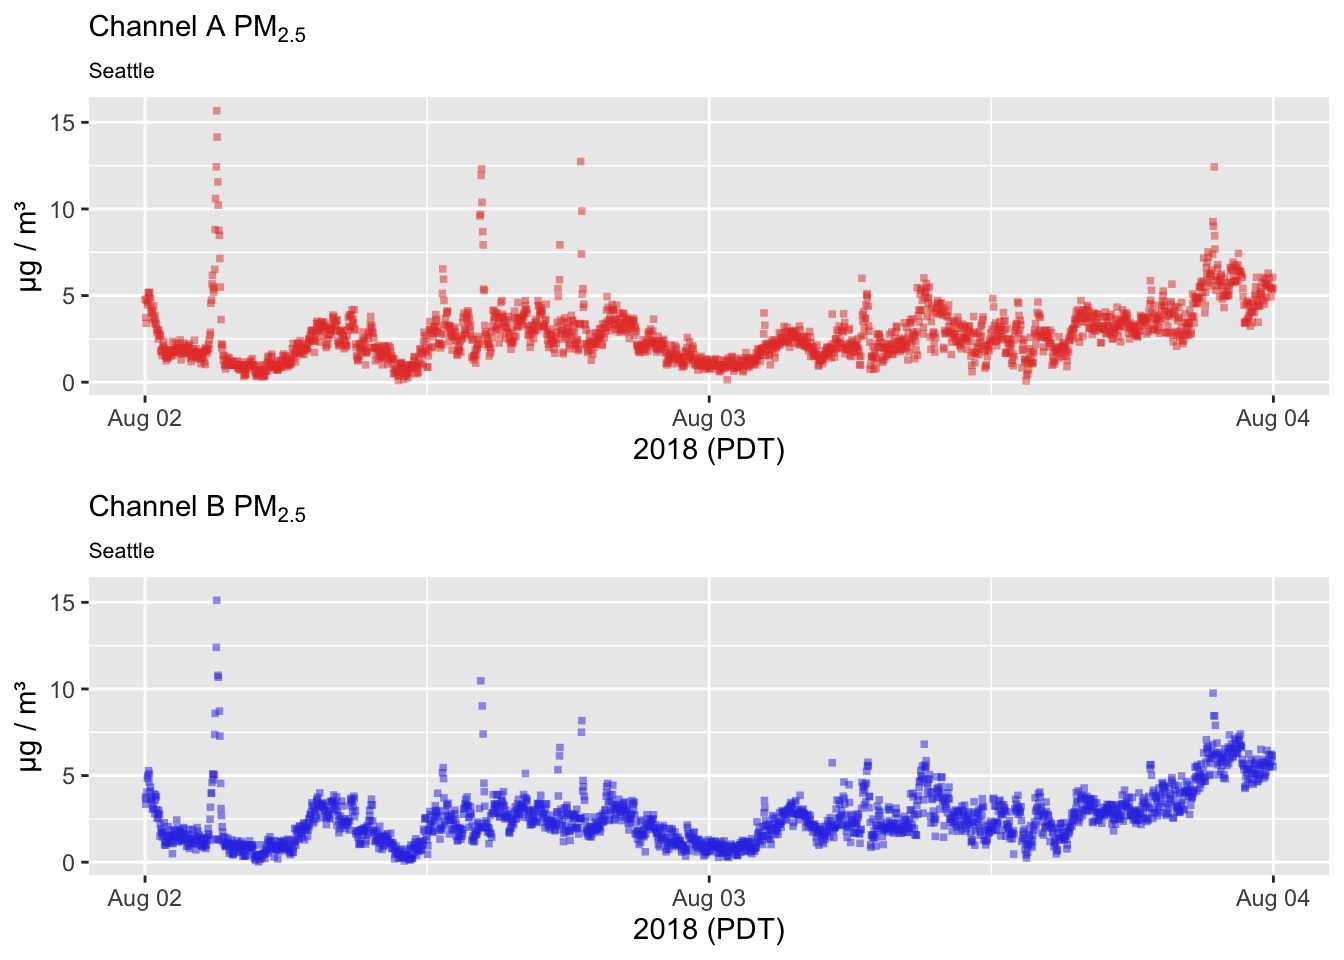 Channel A PM2.5
Seattle
15
10
5
0
µg / m³
Aug 02 Aug 03 Aug 04
2018 (PDT)
Channel B PM2.5
Seattle
15
10
5
0
µg / m³
Aug 02 Aug 03 Aug 04
2018 (PDT)